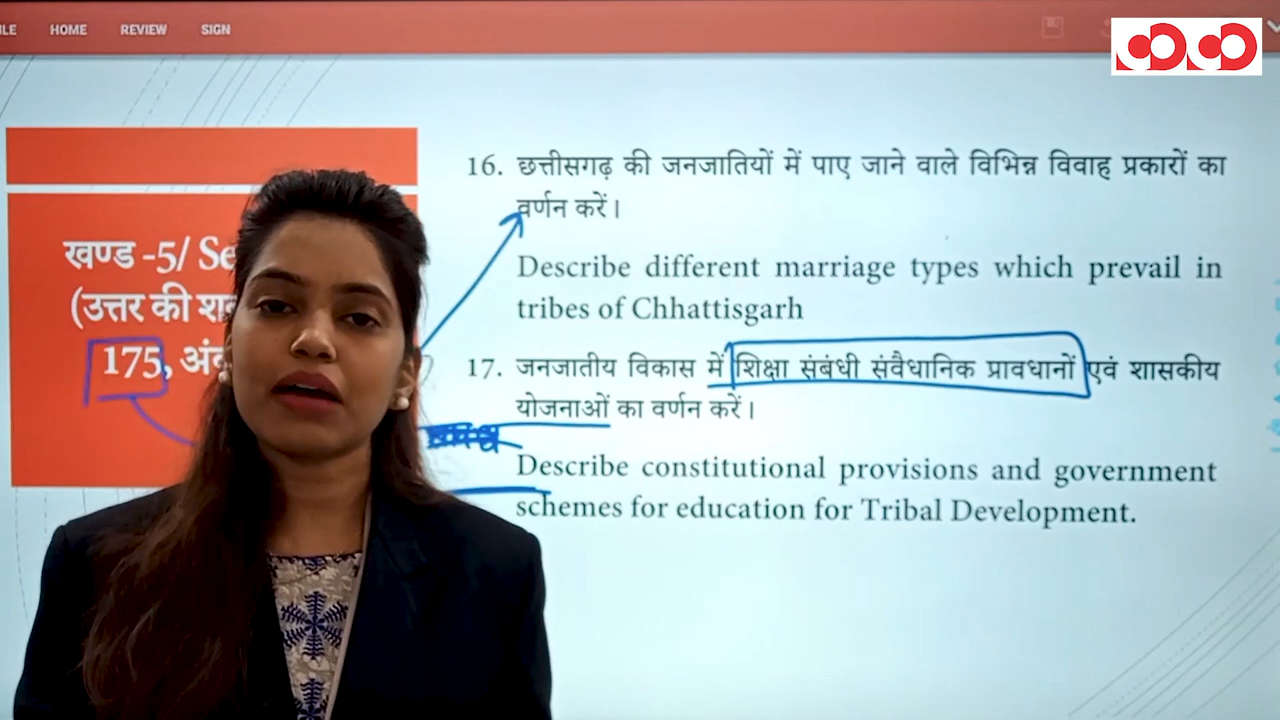 HOME REVIEW SIGN
खण्ड -5/
(उत्तर की
175,
16. छत्तीसगढ़ की जनजातियों में पाए जाने वाले विभिन्न विवाह प्रकारों का
वर्णन करें।
Describe different marriage types which prevail in
tribes of Chhattisgarh
17. जनजातीय विकास में शिक्षा संबंधी संवैधानिक प्रावधानों एवं शासकीय
योजनाओं का वर्णन करें।
Describe constitutional provisions and government
schemes for education for Tribal Development.